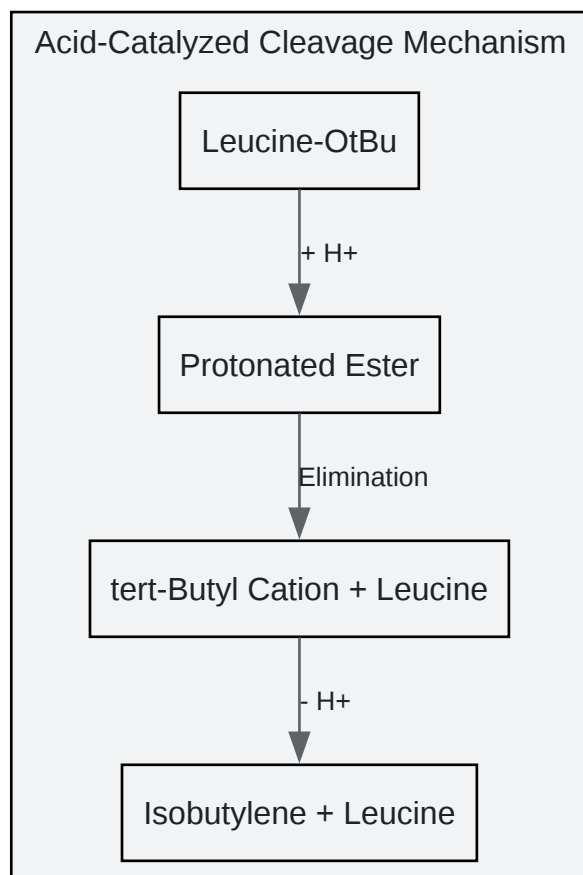 Acid-Catalyzed Cleavage Mechanism
Leucine-OtBu
+ H+
Protonated Ester
Elimination
tert-Butyl Cation + Leucine
- H+
Isobutylene + Leucine